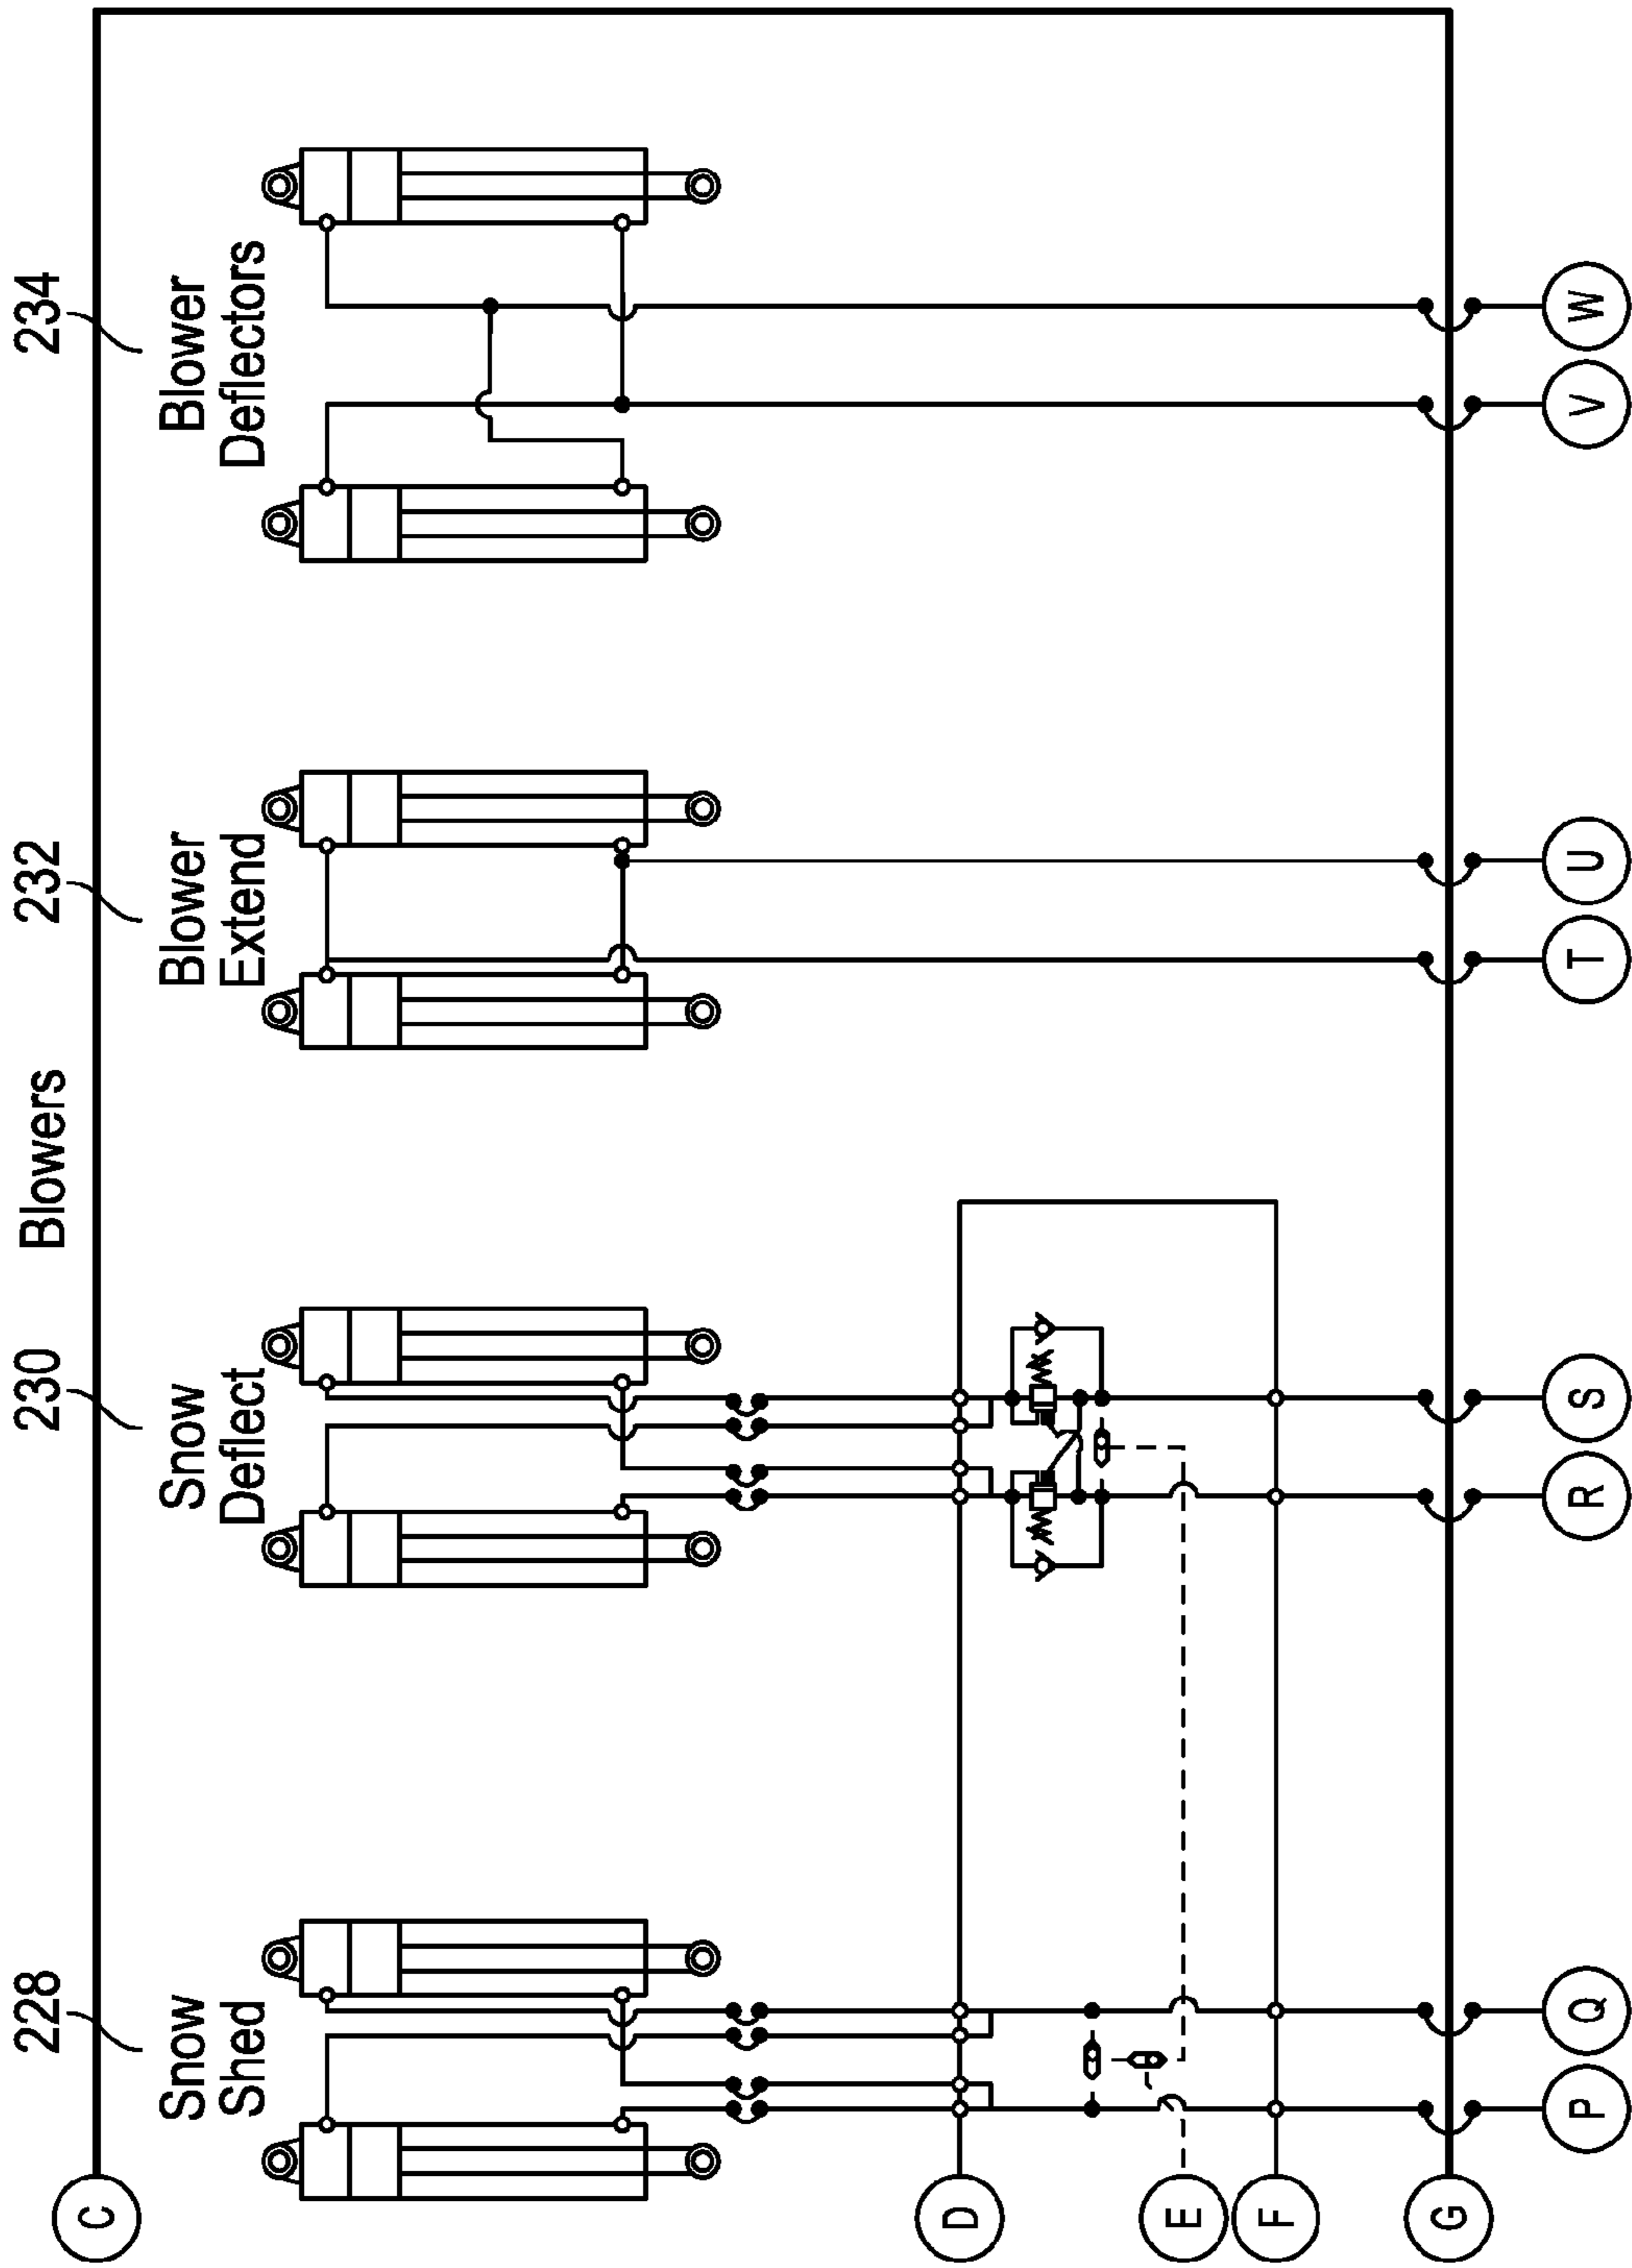 Blowers
228
230
232
234
Snow
Shed
Snow
Deflect
Blower
Extend
Blower
Deflectors
C
D
E
F
G
P
Q
R
S
T
U
V
W